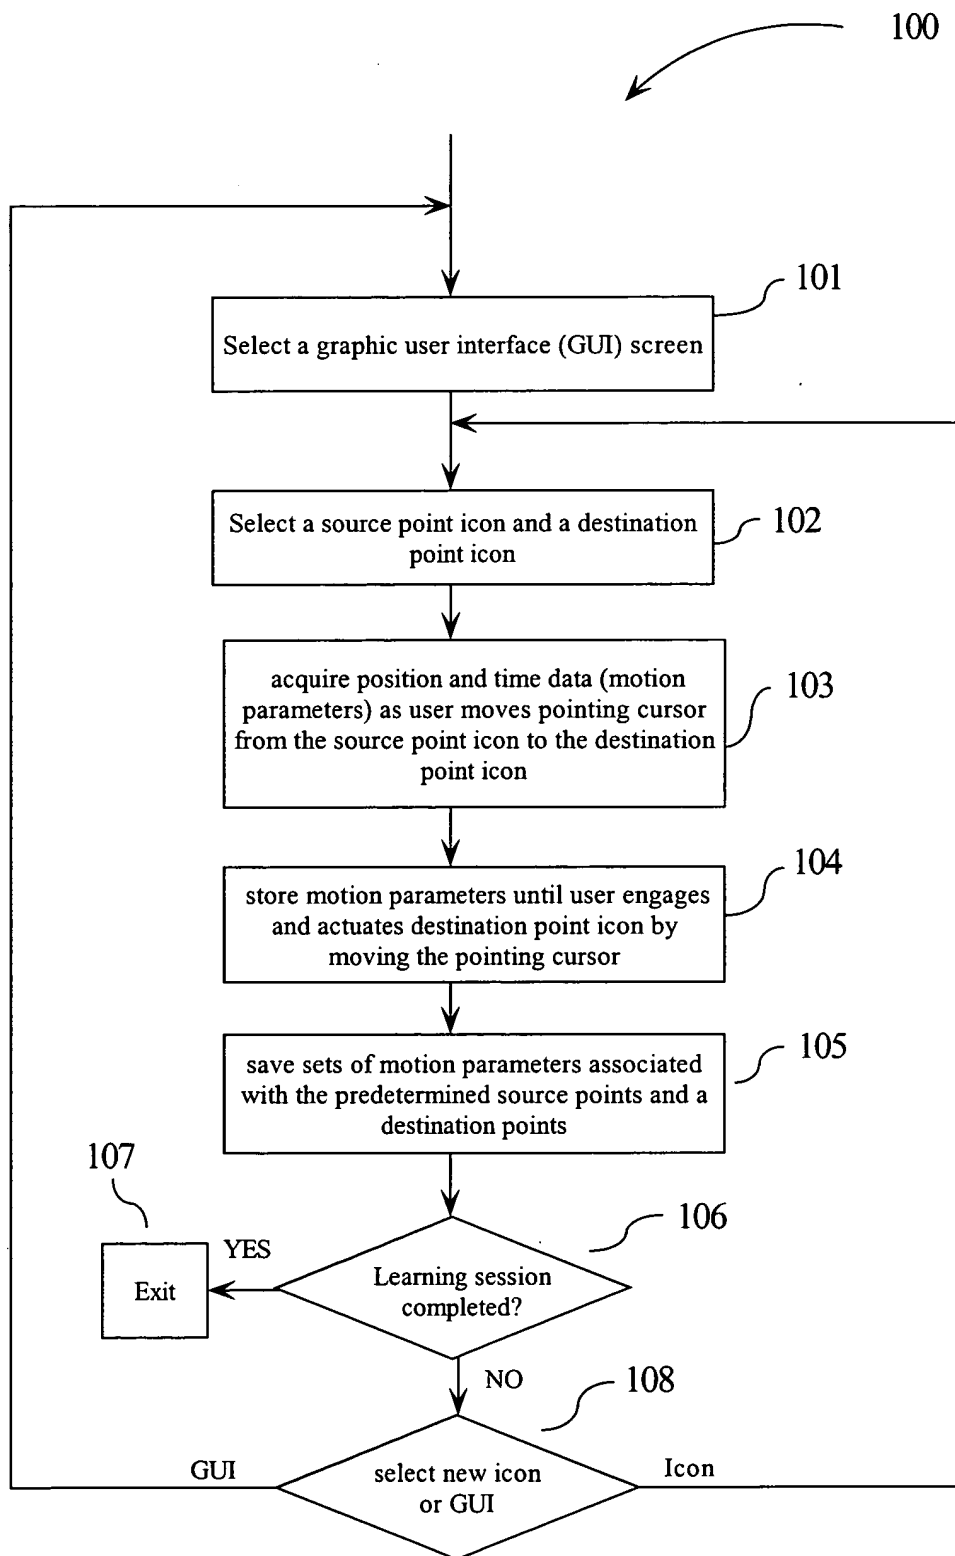 100
101
Select a graphic user interface (GUI) screen
102
Select a source point icon and a destination
point icon
103
acquire position and time data (motion
parameters) as user moves pointing cursor
from the source point icon to the destination
point icon
104
store motion parameters until user engages
and actuates destination point icon by
moving the pointing cursor
105
save sets of motion parameters associated
with the predetermined source points and a
destination points
107
106
YES
Exit
Learning session
completed?
NO
108
GUI
Icon
select new icon
or GUI